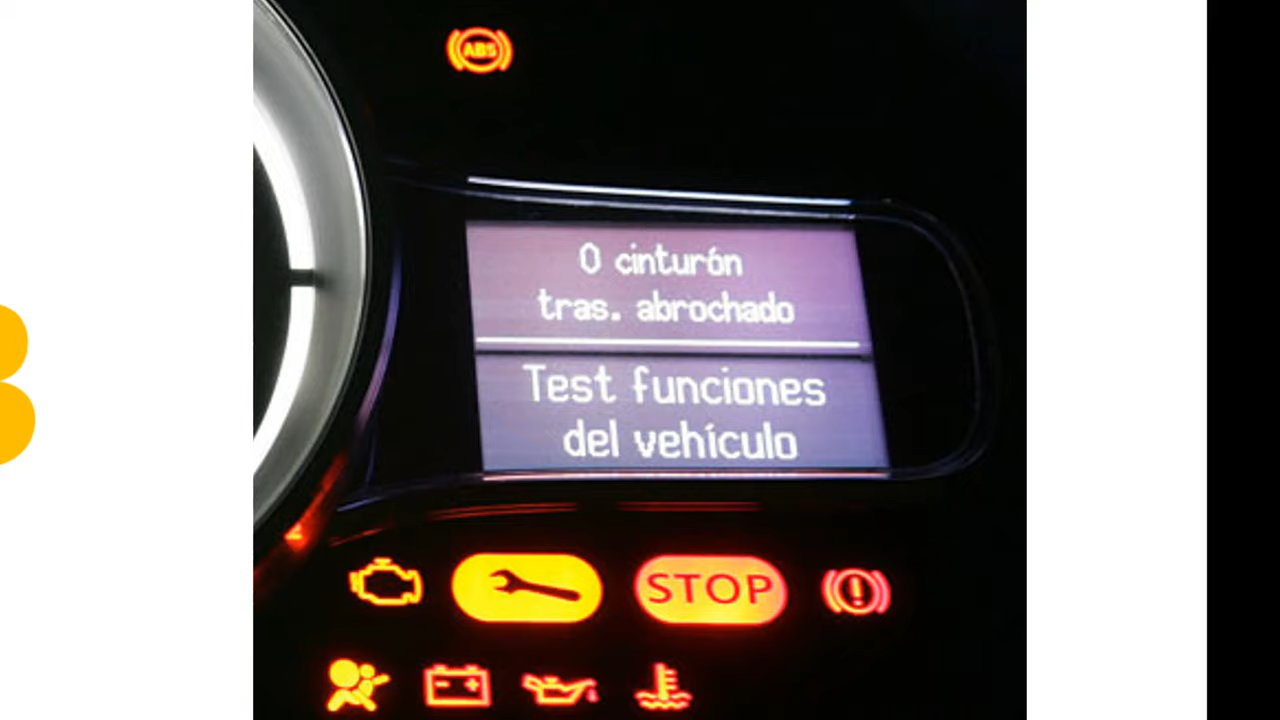 ABS
0 cinturón
tras. abrochado
Test funciones
del vehículo
STOP